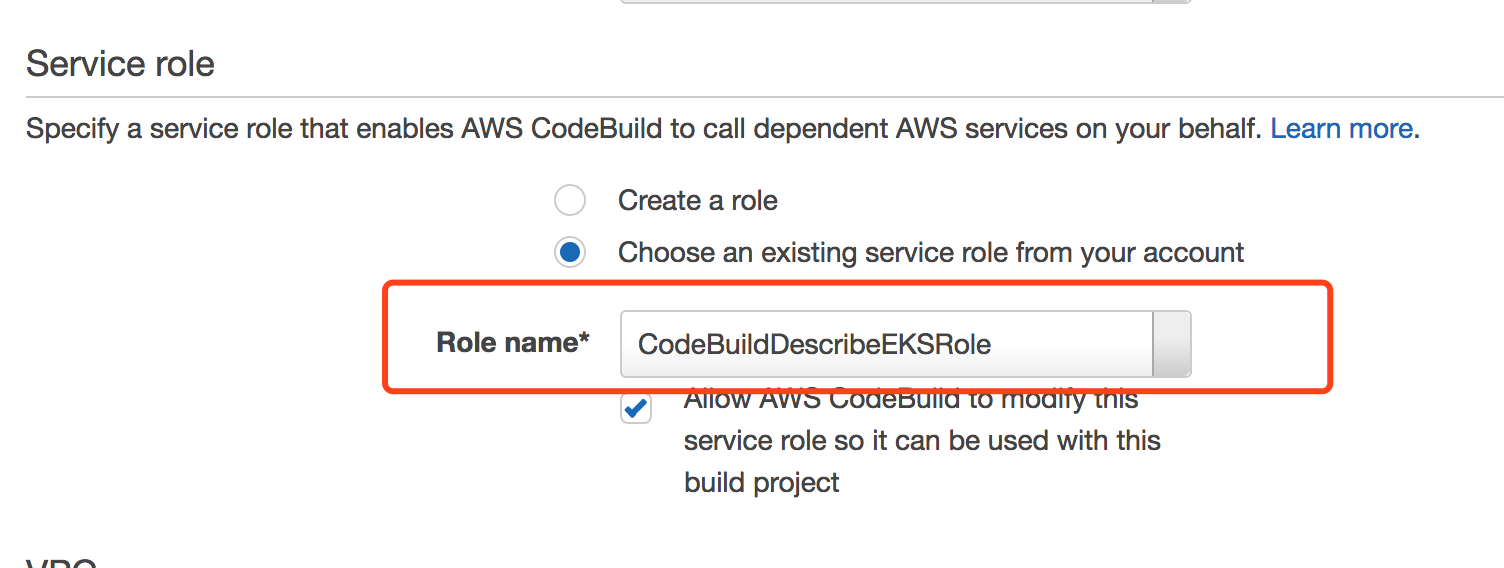 Service role
Specify a service role that enables AWS CodeBuild to call dependent AWS services on your behalf. Learn more.
Create a role
Choose an existing service role from your account
Role name* CodeBuildDescribeEKSRole
Allow AWS CodeBuild to modify this
service role so it can be used with this
build project
VPC